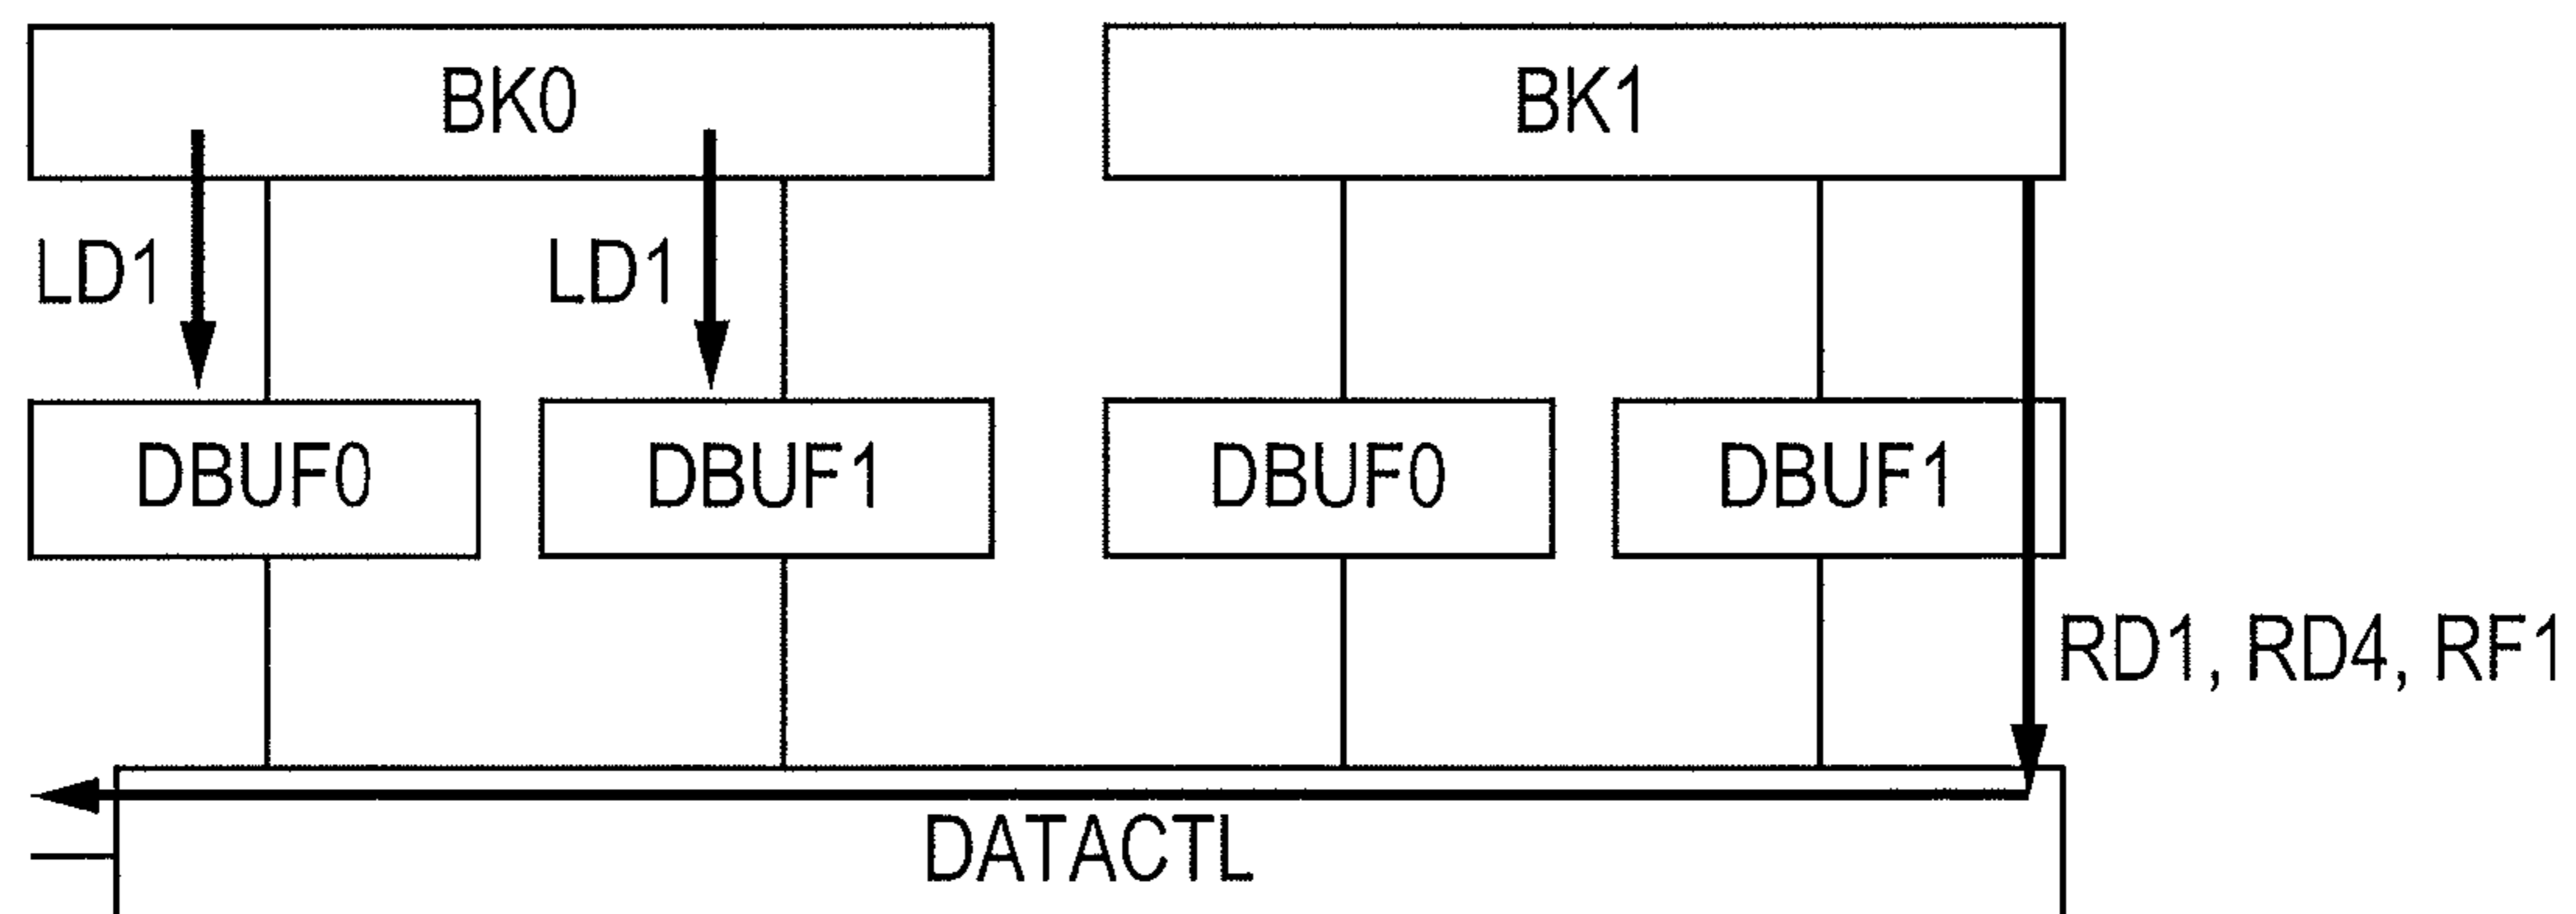 BK0 BK1
LD1 LD1
DBUF0 DBUF1 DBUF0 DBUF1
RD1, RD4, RF1
DATACTL